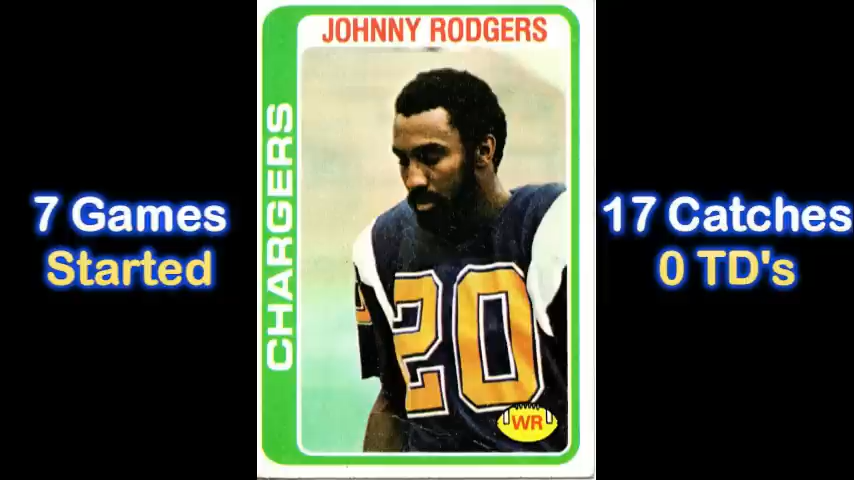 JOHNNY RODGERS
CHARGERS
7 Games
Started
20
WR
17 Catches
0 TD's